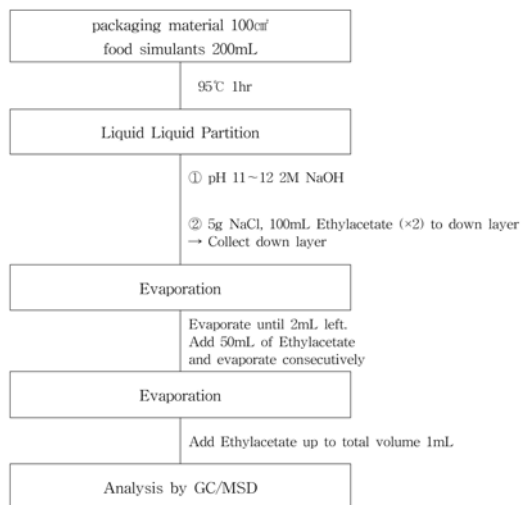 packaging material 100㎠
food simulants 200mL
95℃ 1hr
Liquid Liquid Partition
① pH 11~12 2M NaOH
② 5g NaCl, 100mL Ethylacetate (×2) to down layer
→ Collect down layer
Evaporation
Evaporate until 2mL left.
Add 50mL of Ethylacetate
and evaporate consecutively
Evaporation
Add Ethylacetate up to total volume 1mL
Analysis by GC/MSD